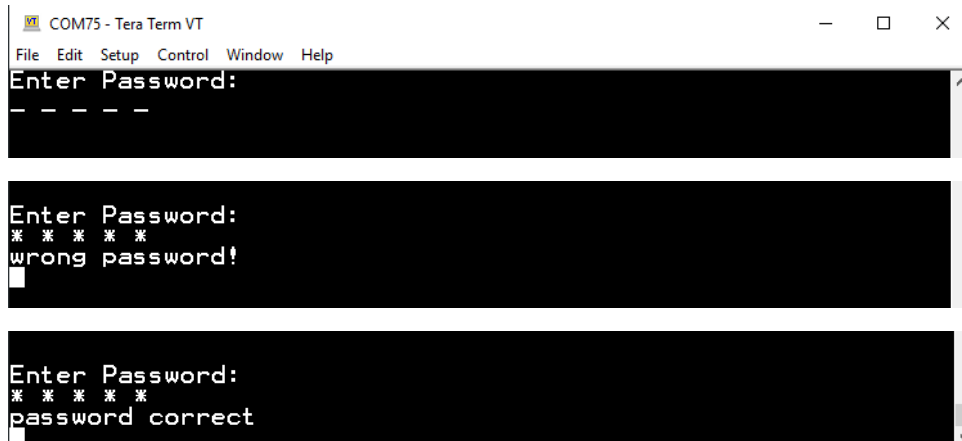 COM75 - Tera Term VT
File Edit Setup Control Window Help
Enter Password:
_ _ _ _ _
Enter Password:
* * * * *
wrong password!
Enter Password:
* * * * *
password correct